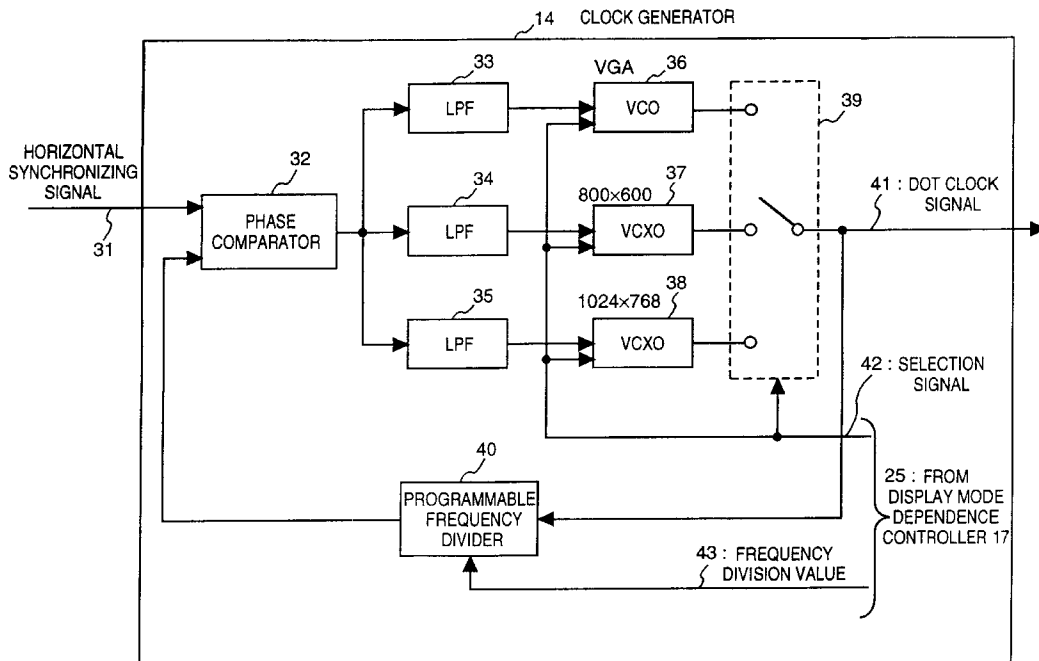 14 CLOCK GENERATOR
33
LPF
VGA 36
VCO
39
HORIZONTAL
SYNCHRONIZING
SIGNAL
31
32
PHASE
COMPARATOR
34
LPF
800×600 37
VCXO
41 : DOT CLOCK
SIGNAL
35
LPF
1024×768 38
VCXO
42 : SELECTION
SIGNAL
40
PROGRAMMABLE
FREQUENCY
DIVIDER
25 : FROM
DISPLAY MODE
DEPENDENCE
CONTROLLER 17
43 : FREQUENCY
DIVISION VALUE